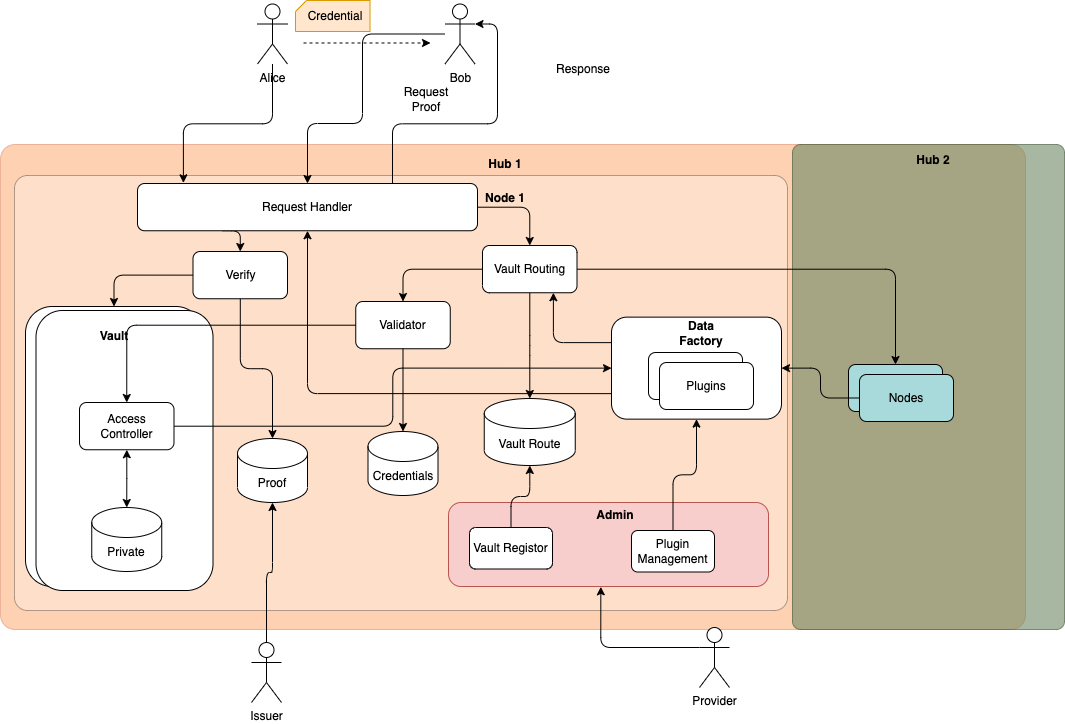 Credential
Alice
Bob
Response
Request
Proof
Hub 1
Hub 2
Node 1
Request Handler
Verify
Vault Routing
Validator
Vault
Data
Factory
Plugins
Nodes
Access
Controller
Proof
Credentials
Vault Route
Private
Admin
Vault Registor
Plugin
Management
Issuer
Provider